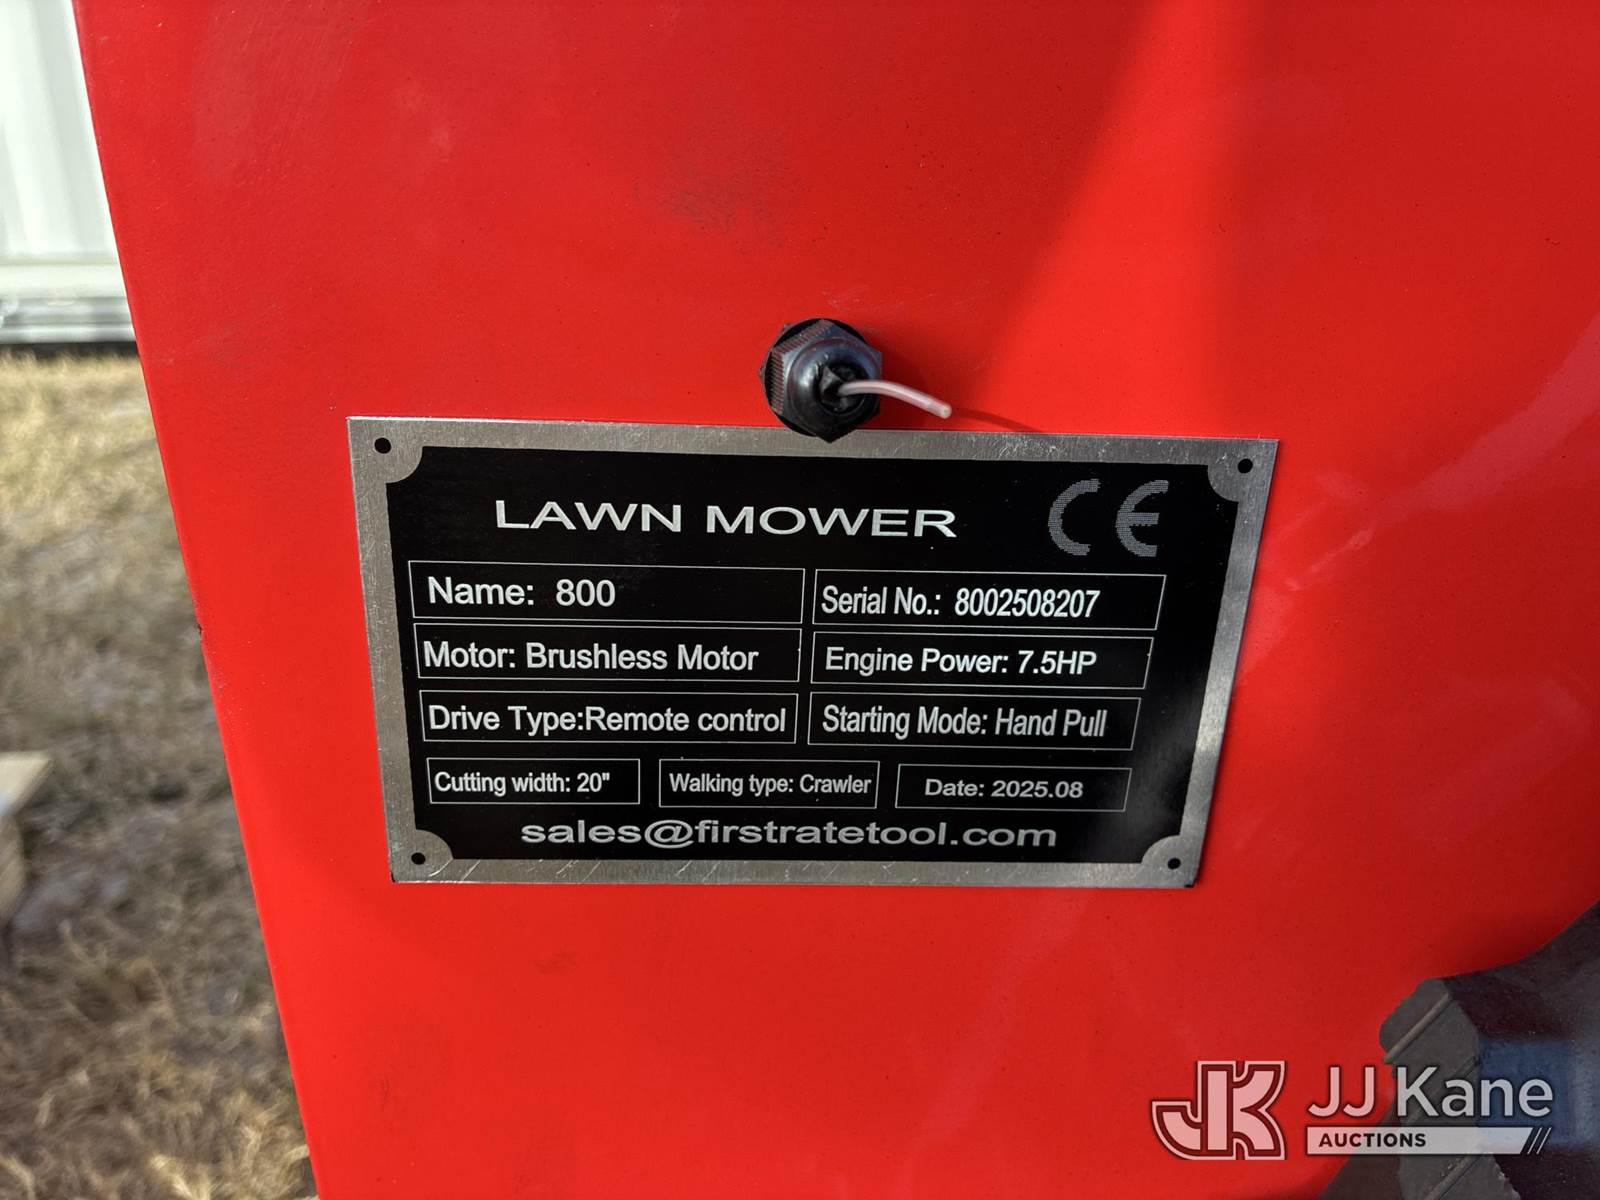 LAWN MOWER CE
Name: 800
Serial No.: 8002508207
Motor: Brushless Motor
Engine Power: 7.5HP
Drive Type:Remote control
Starting Mode: Hand Pull
Cutting width: 20"
Walking type: Crawler
Date: 2025.08
sales@firstratetool.com
JK JJ Kane
AUCTIONS